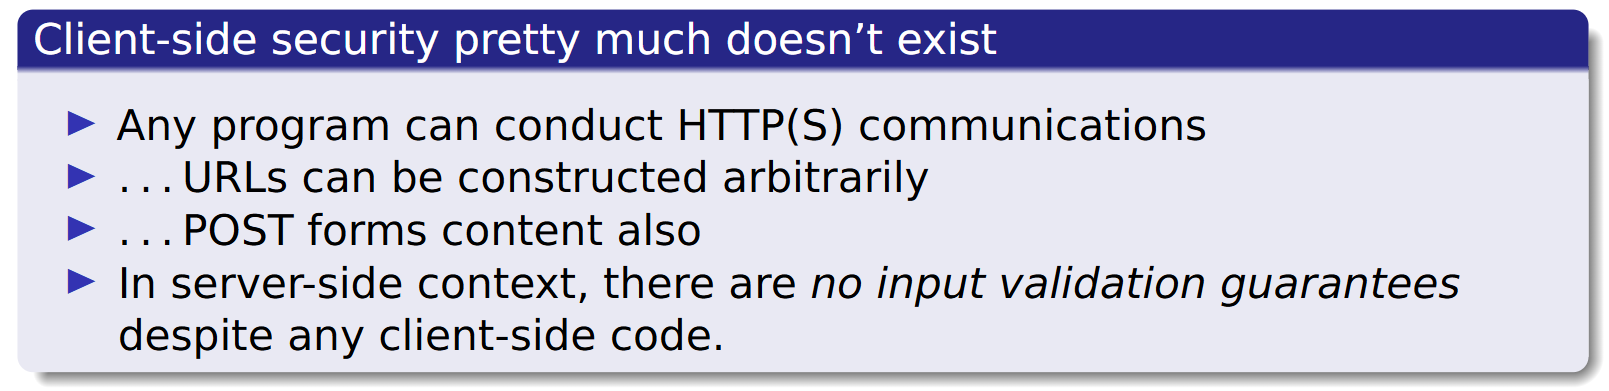 Client-side security pretty much doesn’t exist
▶ Any program can conduct HTTP(S) communications
▶ ...URLs can be constructed arbitrarily
▶ ...POST forms content also
▶ In server-side context, there are no input validation guarantees
despite any client-side code.